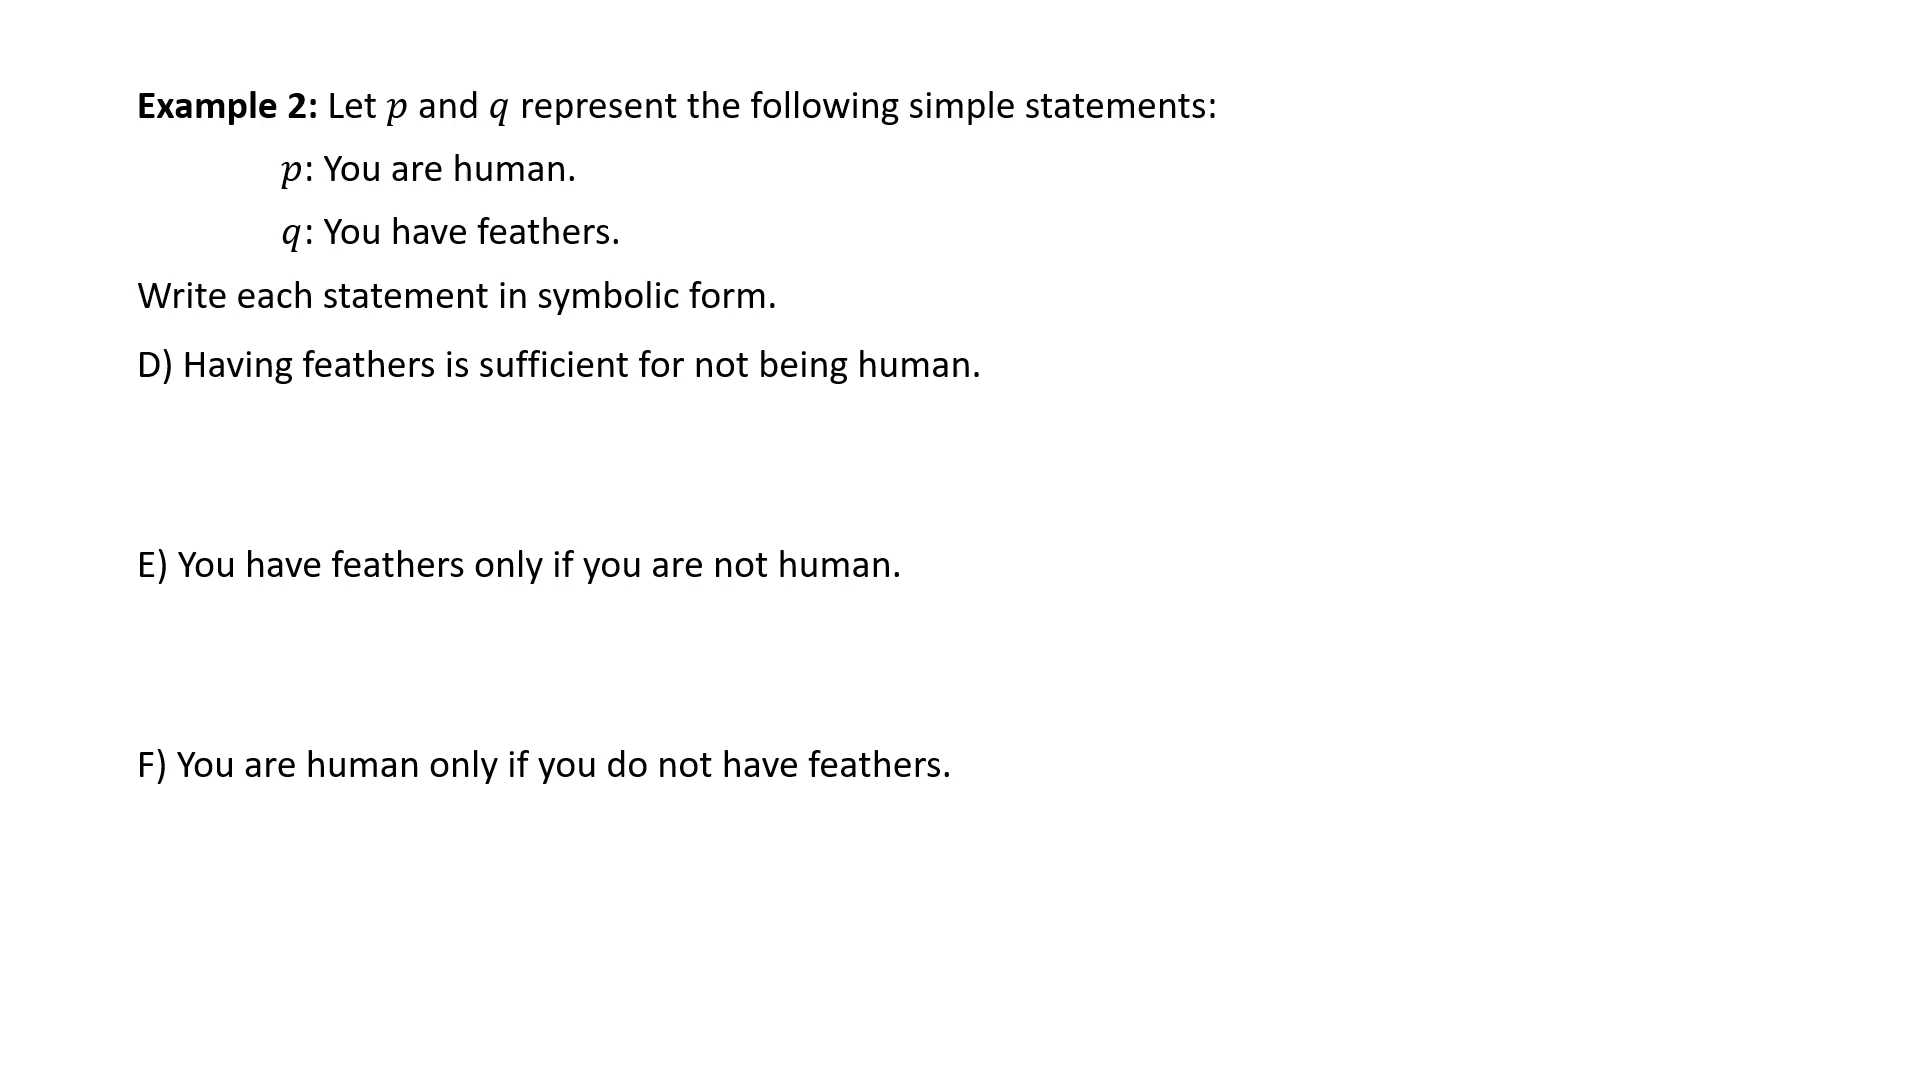 Example 2: Let p and q represent the following simple statements:
p: You are human.
q: You have feathers.
Write each statement in symbolic form.
D) Having feathers is sufficient for not being human.
E) You have feathers only if you are not human.
F) You are human only if you do not have feathers.